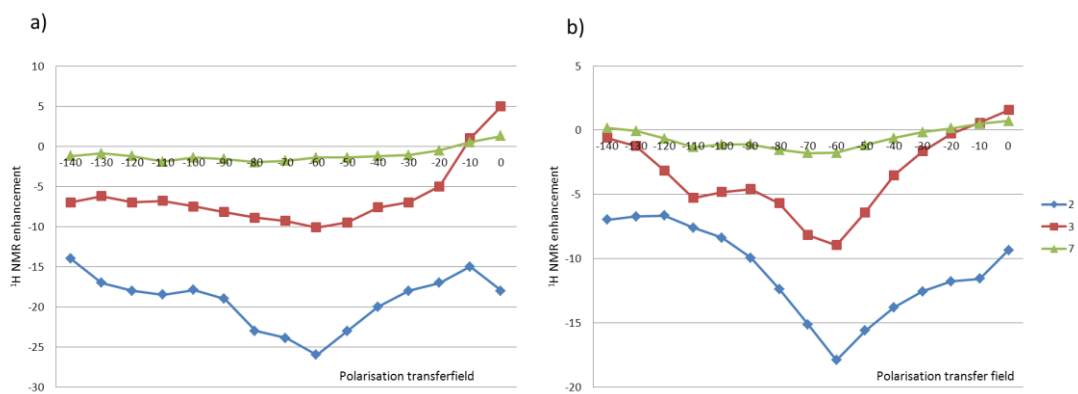 a)
10
5
0
-5
-10
-15
-20
-25
-30
-140 -130 -120 -110 -100 -90 -80 -70 -60 -50 -40 -30 -20 -10 0
¹H NMR enhancement
Polarisation transferfield
b)
5
0
-5
-10
-15
-20
-140 -130 -120 -110 -100 -90 -80 -70 -60 -50 -40 -30 -20 -10 0
¹H NMR enhancement
Polarisation transfer field
2
3
7